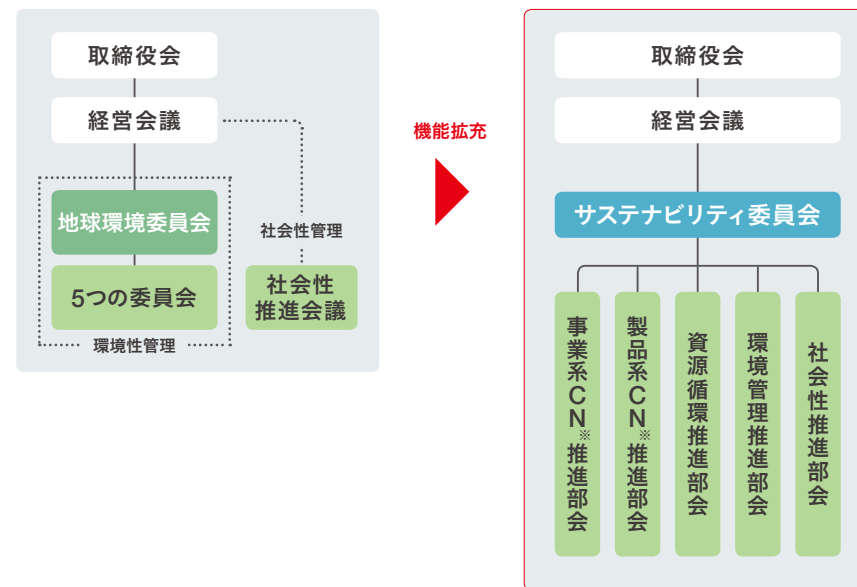 取締役会
経営会議
地球環境委員会
5つの委員会
環境性管理
社会性管理
社会性
推進会議
機能拡充
取締役会
経営会議
サステナビリティ委員会
事業系CN※推進部会
製品系CN※推進部会
資源循環推進部会
環境管理推進部会
社会性推進部会